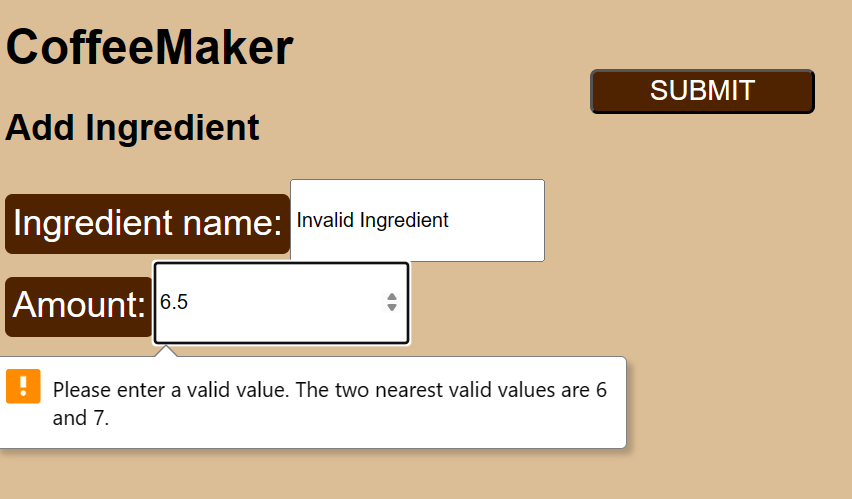 CoffeeMaker
SUBMIT
Add Ingredient
Ingredient name: Invalid Ingredient
Amount: 6.5
Please enter a valid value. The two nearest valid values are 6
and 7.